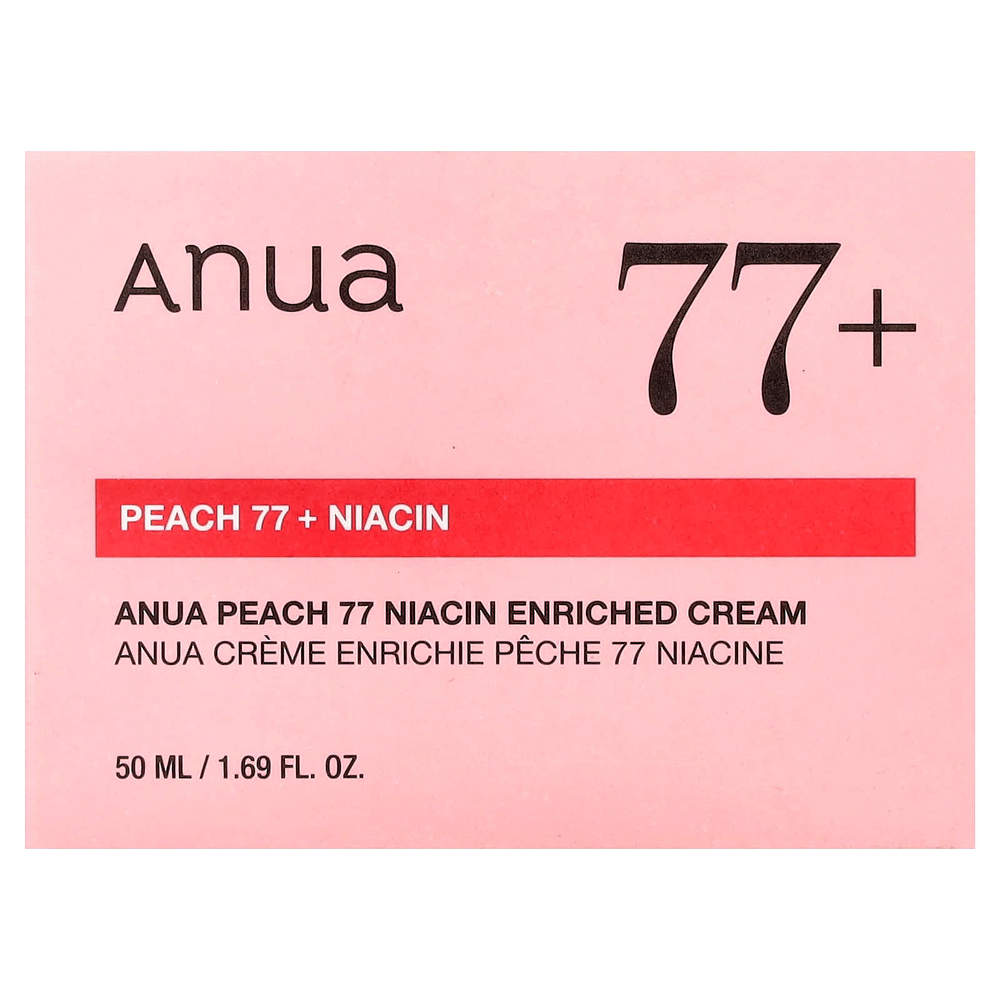 Anua
77+
PEACH 77 + NIACIN
ANUA PEACH 77 NIACIN ENRICHED CREAM
ANUA CRÈME ENRICHIE PÊCHE 77 NIACINE
50 ML / 1.69 FL. OZ.